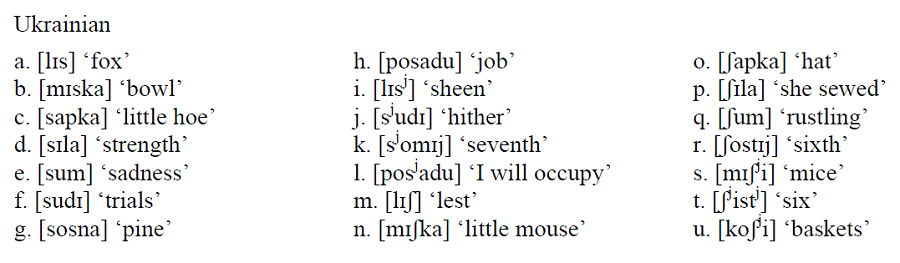 Ukrainian
a. [lɪs] ‘fox’
b. [mɪska] ‘bowl’
c. [sapka] ‘little hoe’
d. [sɪla] ‘strength’
e. [sum] ‘sadness’
f. [sudɪ] ‘trials’
g. [sosna] ‘pine’
h. [posadu] ‘job’
i. [lɪsʲ] ‘sheen’
j. [sʲudɪ] ‘hither’
k. [sʲomɪj] ‘seventh’
l. [posʲadu] ‘I will occupy’
m. [lɪʃ] ‘lest’
n. [mɪʃka] ‘little mouse’
o. [ʃapka] ‘hat’
p. [ʃɪla] ‘she sewed’
q. [ʃum] ‘rustling’
r. [ʃostɪj] ‘sixth’
s. [mɪʃʲi] ‘mice’
t. [ʃʲistʲ] ‘six’
u. [koʃʲi] ‘baskets’